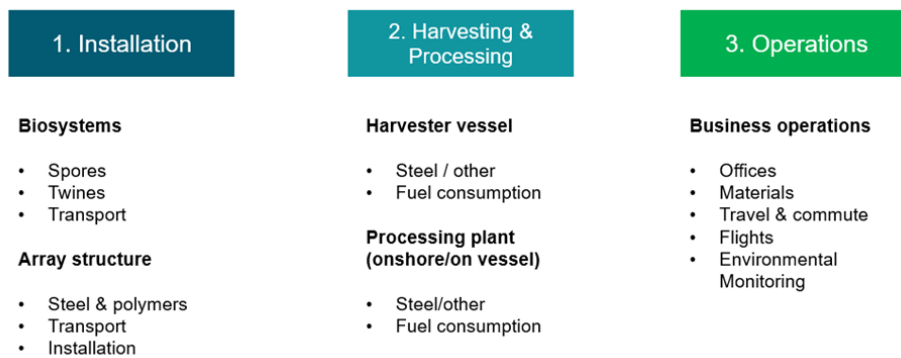 1. Installation
Biosystems
• Spores
• Twines
• Transport
Array structure
• Steel & polymers
• Transport
• Installation
2. Harvesting &
Processing
Harvester vessel
• Steel / other
• Fuel consumption
Processing plant
(onshore/on vessel)
• Steel/other
• Fuel consumption
3. Operations
Business operations
• Offices
• Materials
• Travel & commute
• Flights
• Environmental
Monitoring